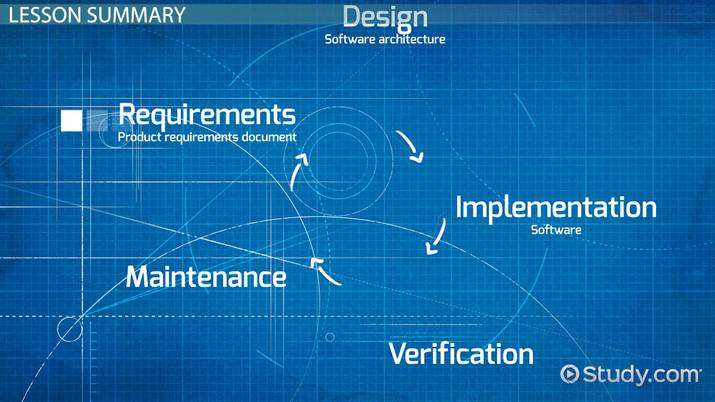 LESSON SUMMARY
Design
Software architecture
Requirements
Product requirements document
Implementation
Software
Maintenance
Verification
Study.com